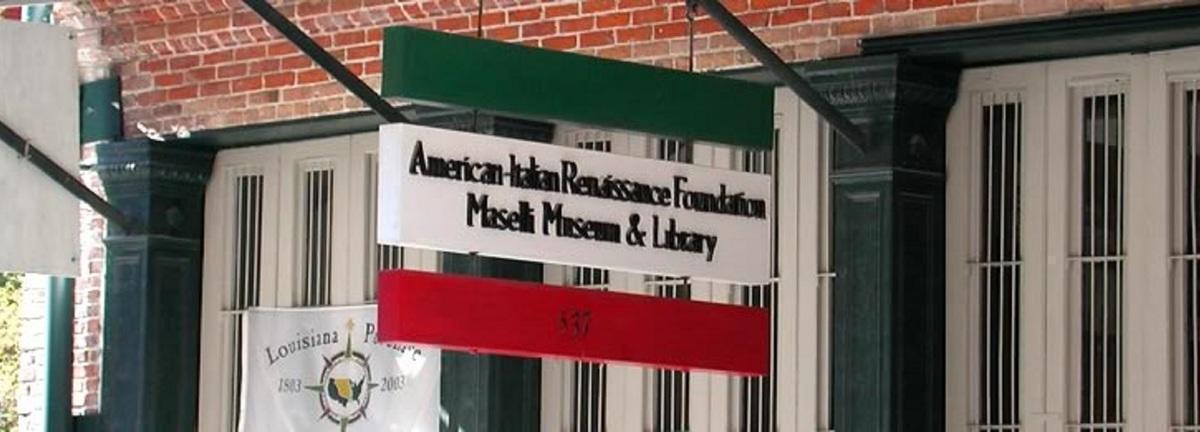 American-Italian Renaissance Foundation
Maselli Museum & Library
537
Louisiana
1803 2003